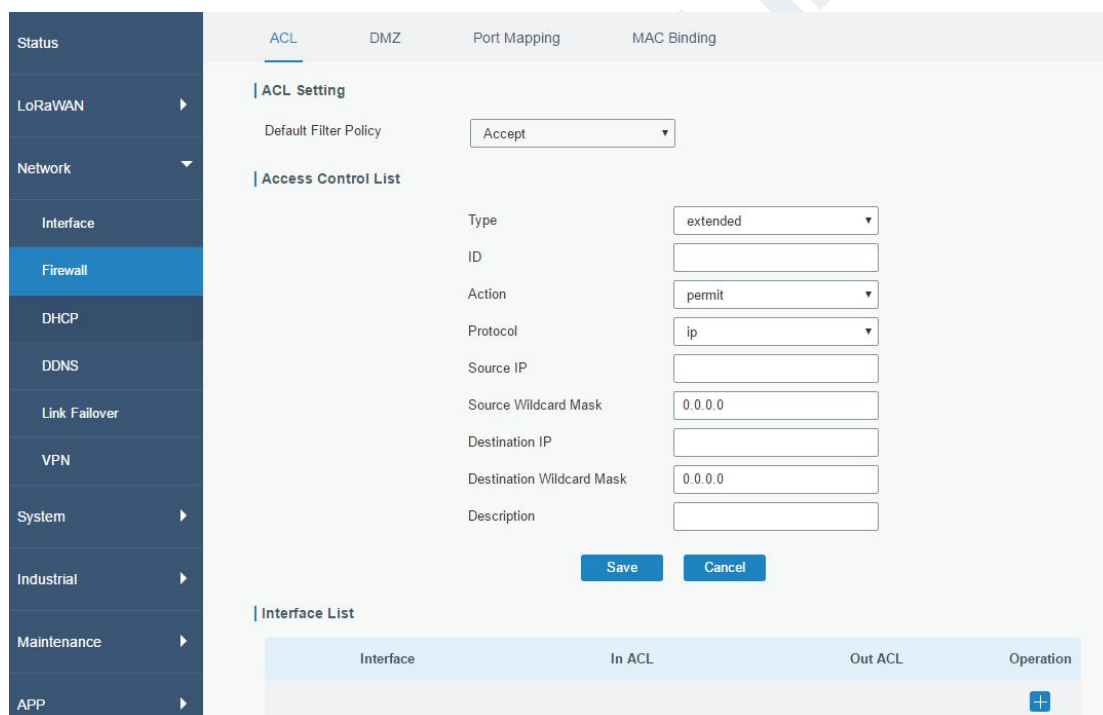 Status
LoRaWAN
Network
Interface
Firewall
DHCP
DDNS
Link Failover
VPN
System
Industrial
Maintenance
APP
ACL DMZ Port Mapping MAC Binding
ACL Setting
Default Filter Policy Accept
Access Control List
Type extended
ID
Action permit
Protocol ip
Source IP
Source Wildcard Mask 0.0.0.0
Destination IP
Destination Wildcard Mask 0.0.0.0
Description
Save Cancel
Interface List
Interface In ACL Out ACL Operation